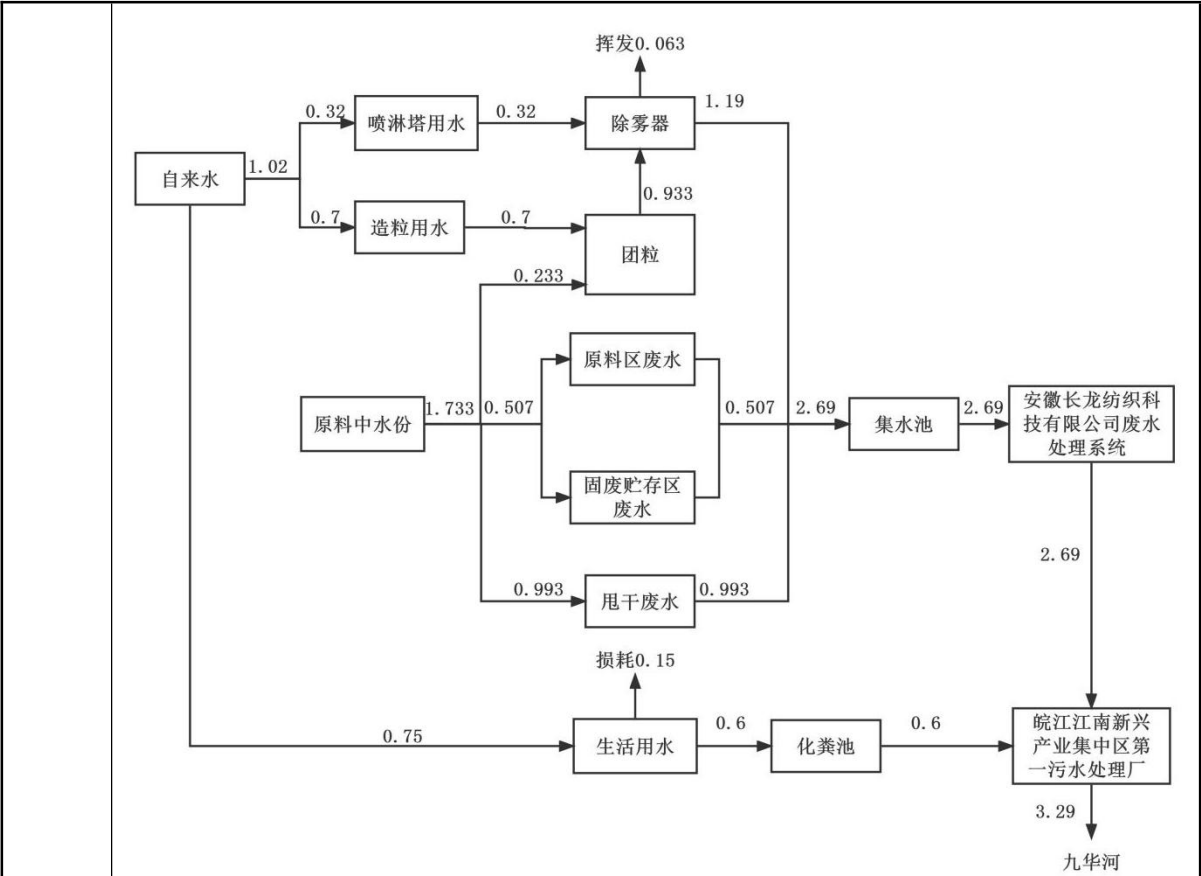 挥发0.063
0.32
喷淋塔用水
0.32
除雾器
1.19
自来水
1.02
0.933
0.7
造粒用水
0.7
团粒
0.233
原料区废水
原料中水份
1.733
0.507
0.507
2.69
集水池
2.69
安徽长龙纺织科
技有限公司废水
处理系统
固废贮存区
废水
2.69
0.993
甩干废水
0.993
损耗0.15
0.75
生活用水
0.6
化粪池
0.6
皖江江南新兴
产业集中区第
一污水处理厂
3.29
九华河